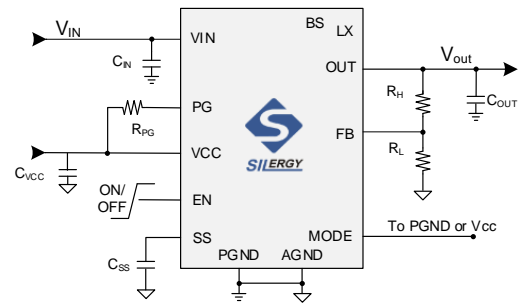 BS
LX
VIN
VIN
CIN
OUT
Vout
PG
RPG
RH
COUT
FB
VCC
CVCC
RL
SILERGY
ON/
OFF
EN
SS
CSS
MODE
To PGND or Vcc
PGND
AGND